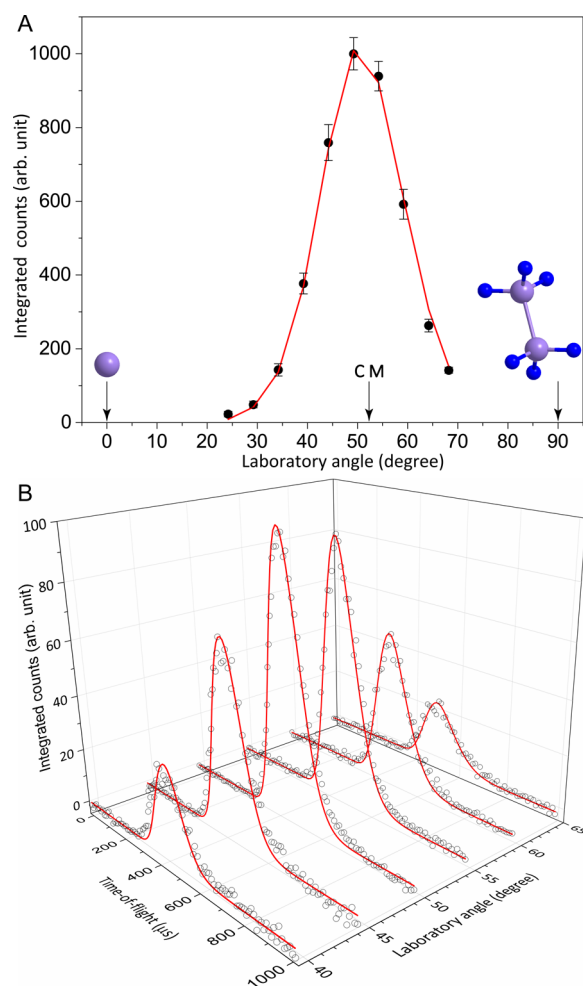 A
1000
800
600
400
200
0
Integrated counts (arb. unit)
CM
0 10 20 30 40 50 60 70 80 90
Laboratory angle (degree)
B
100
80
60
40
20
0
Integrated counts (arb. unit)
0
200
400
600
800
1000
Time-of-flight (µs)
40
45
50
55
60
65
Laboratory angle (degree)